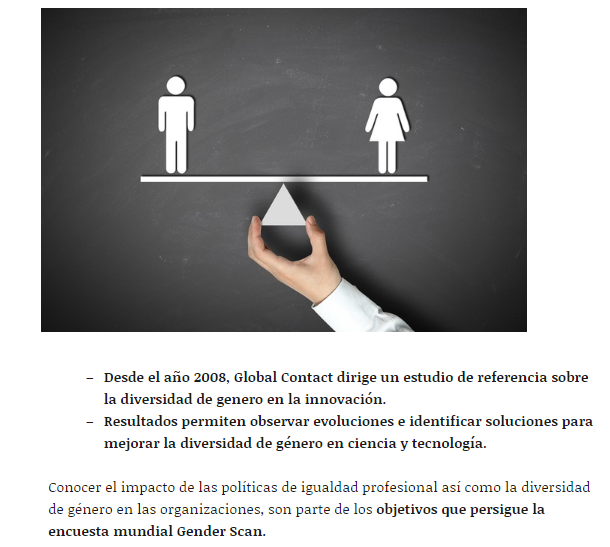 – Desde el año 2008, Global Contact dirige un estudio de referencia sobre
la diversidad de genero en la innovación.
– Resultados permiten observar evoluciones e identificar soluciones para
mejorar la diversidad de género en ciencia y tecnología.
Conocer el impacto de las políticas de igualdad profesional así como la diversidad
de género en las organizaciones, son parte de los objetivos que persigue la
encuesta mundial Gender Scan.